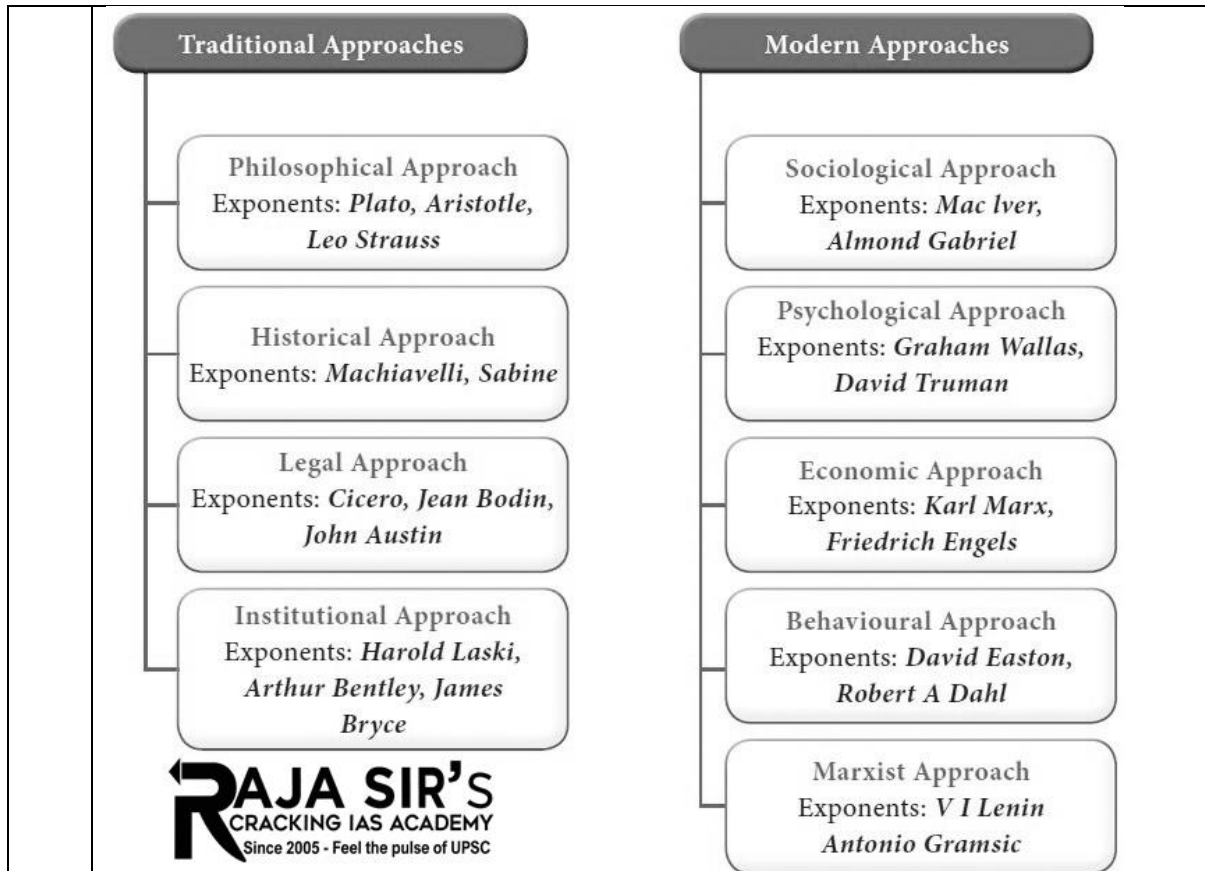 Traditional Approaches
Philosophical Approach
Exponents: Plato, Aristotle,
Leo Strauss
Historical Approach
Exponents: Machiavelli, Sabine
Legal Approach
Exponents: Cicero, Jean Bodin,
John Austin
Institutional Approach
Exponents: Harold Laski,
Arthur Bentley, James
Bryce
RAJA SIR'S
CRACKING IAS ACADEMY
Since 2005 - Feel the pulse of UPSC
Modern Approaches
Sociological Approach
Exponents: Mac lver,
Almond Gabriel
Psychological Approach
Exponents: Graham Wallas,
David Truman
Economic Approach
Exponents: Karl Marx,
Friedrich Engels
Behavioural Approach
Exponents: David Easton,
Robert A Dahl
Marxist Approach
Exponents: V I Lenin
Antonio Gramsic